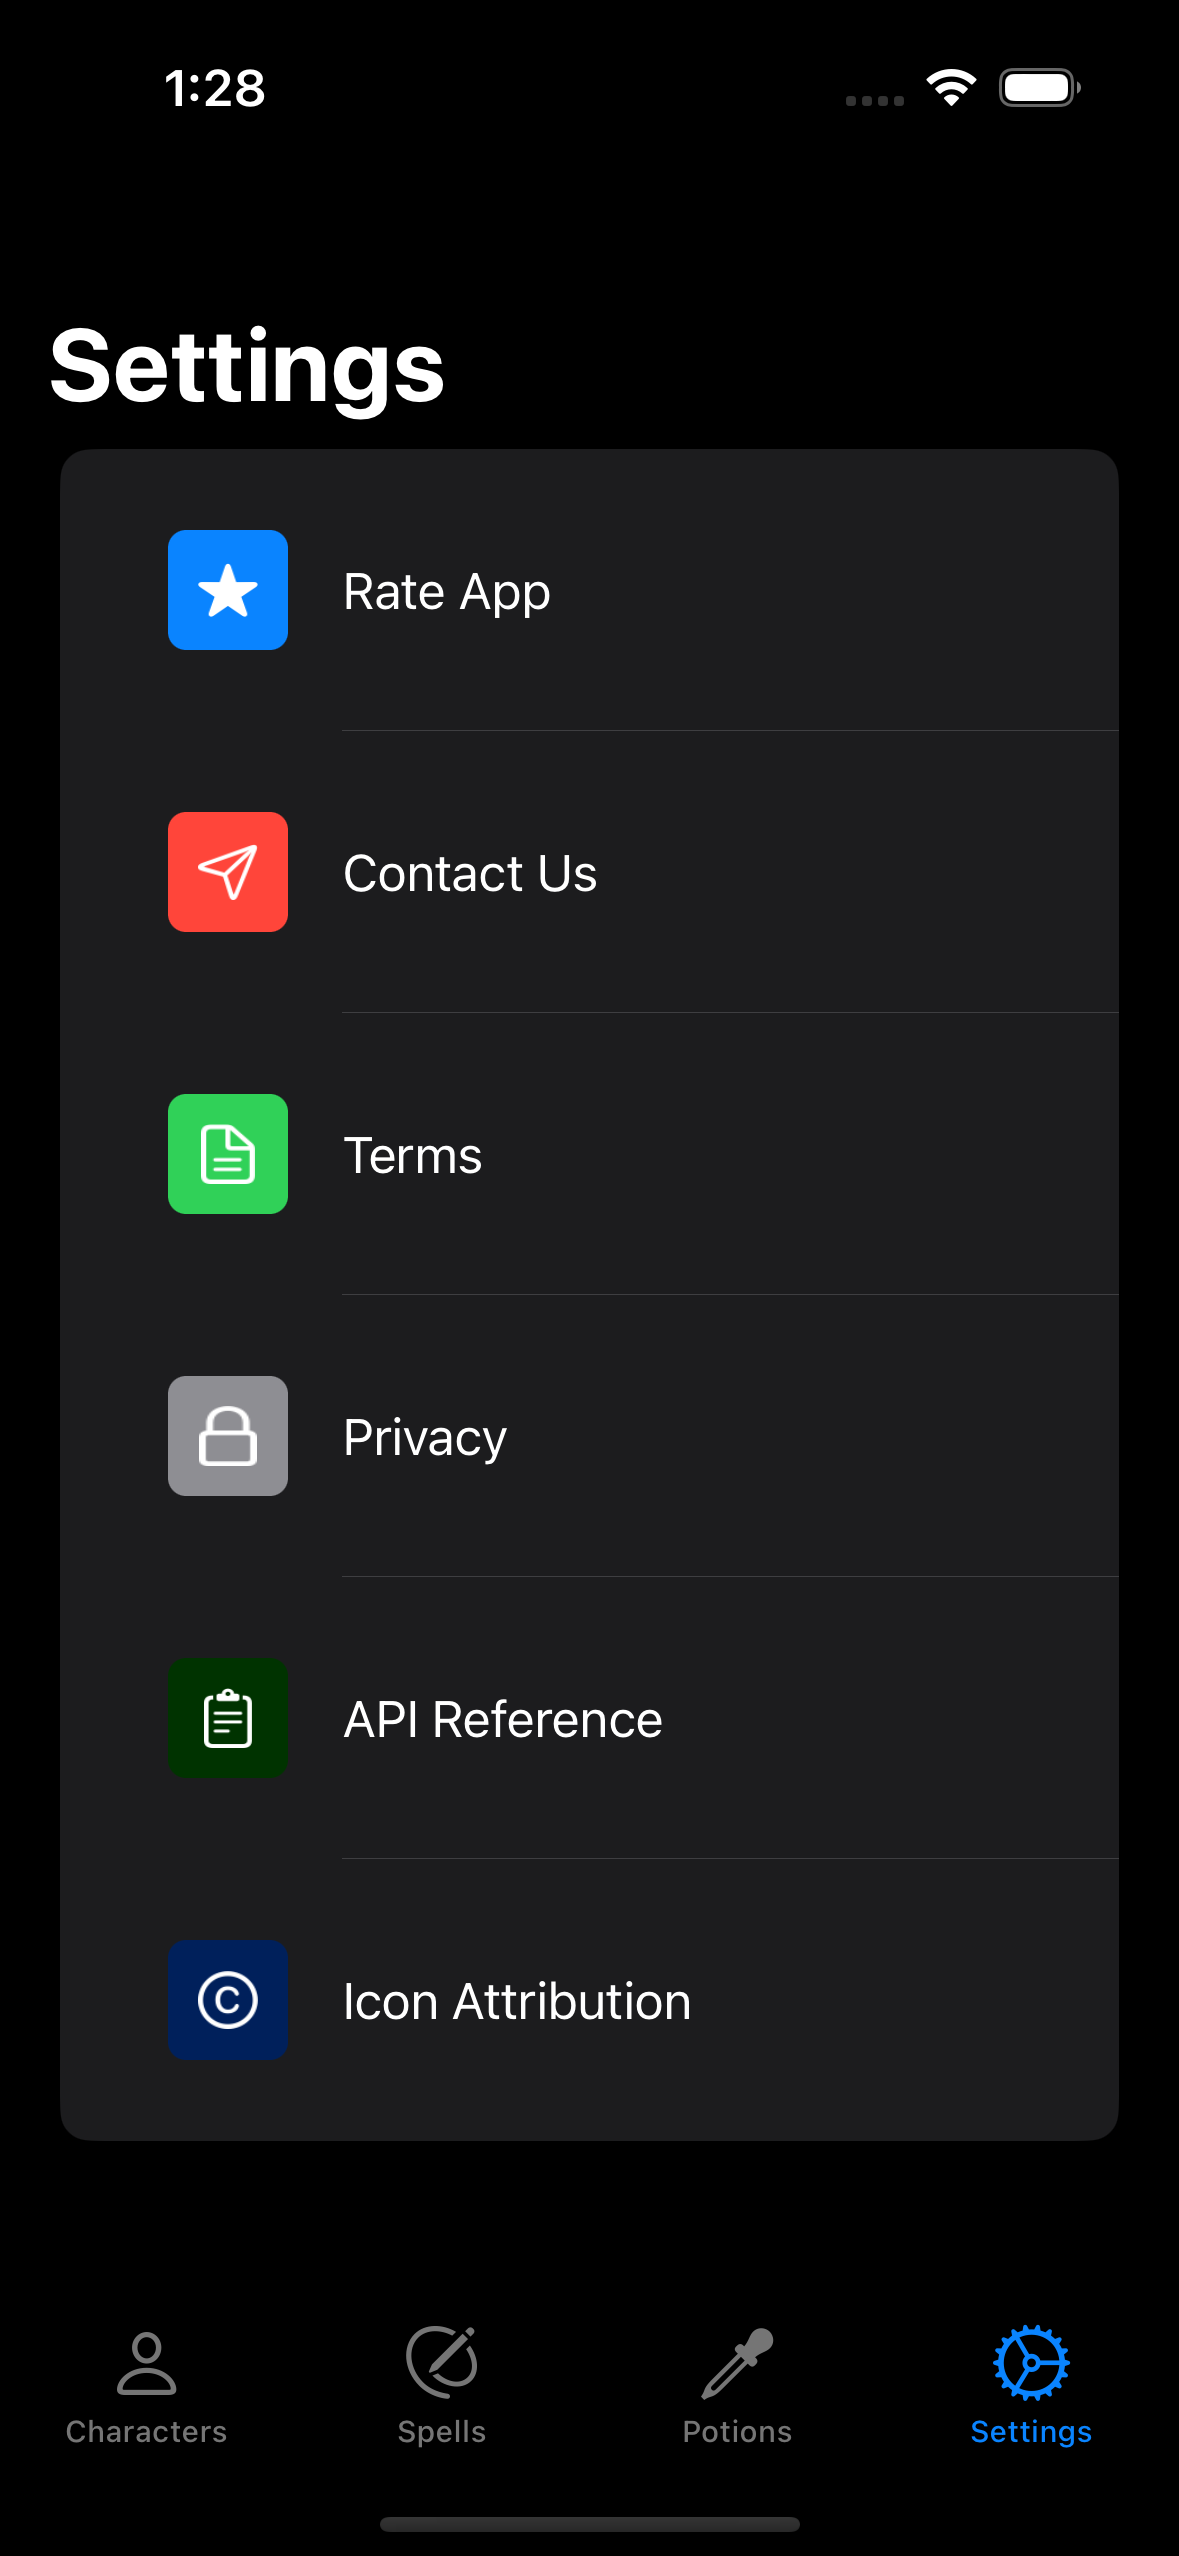 1:28
Settings
Rate App
Contact Us
Terms
Privacy
API Reference
Icon Attribution
Characters
Spells
Potions
Settings